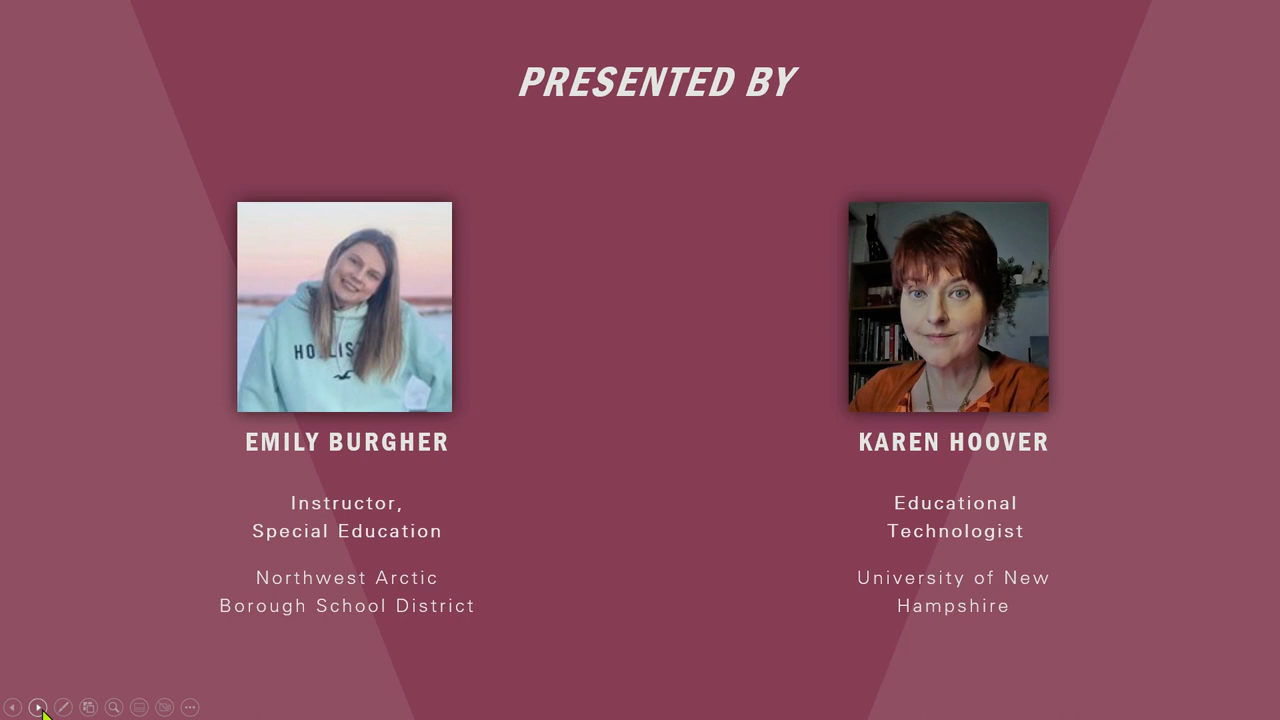 PRESENTED BY
HOLLIS
EMILY BURGHER
Instructor,
Special Education
Northwest Arctic
Borough School District
KAREN HOOVER
Educational
Technologist
University of New
Hampshire